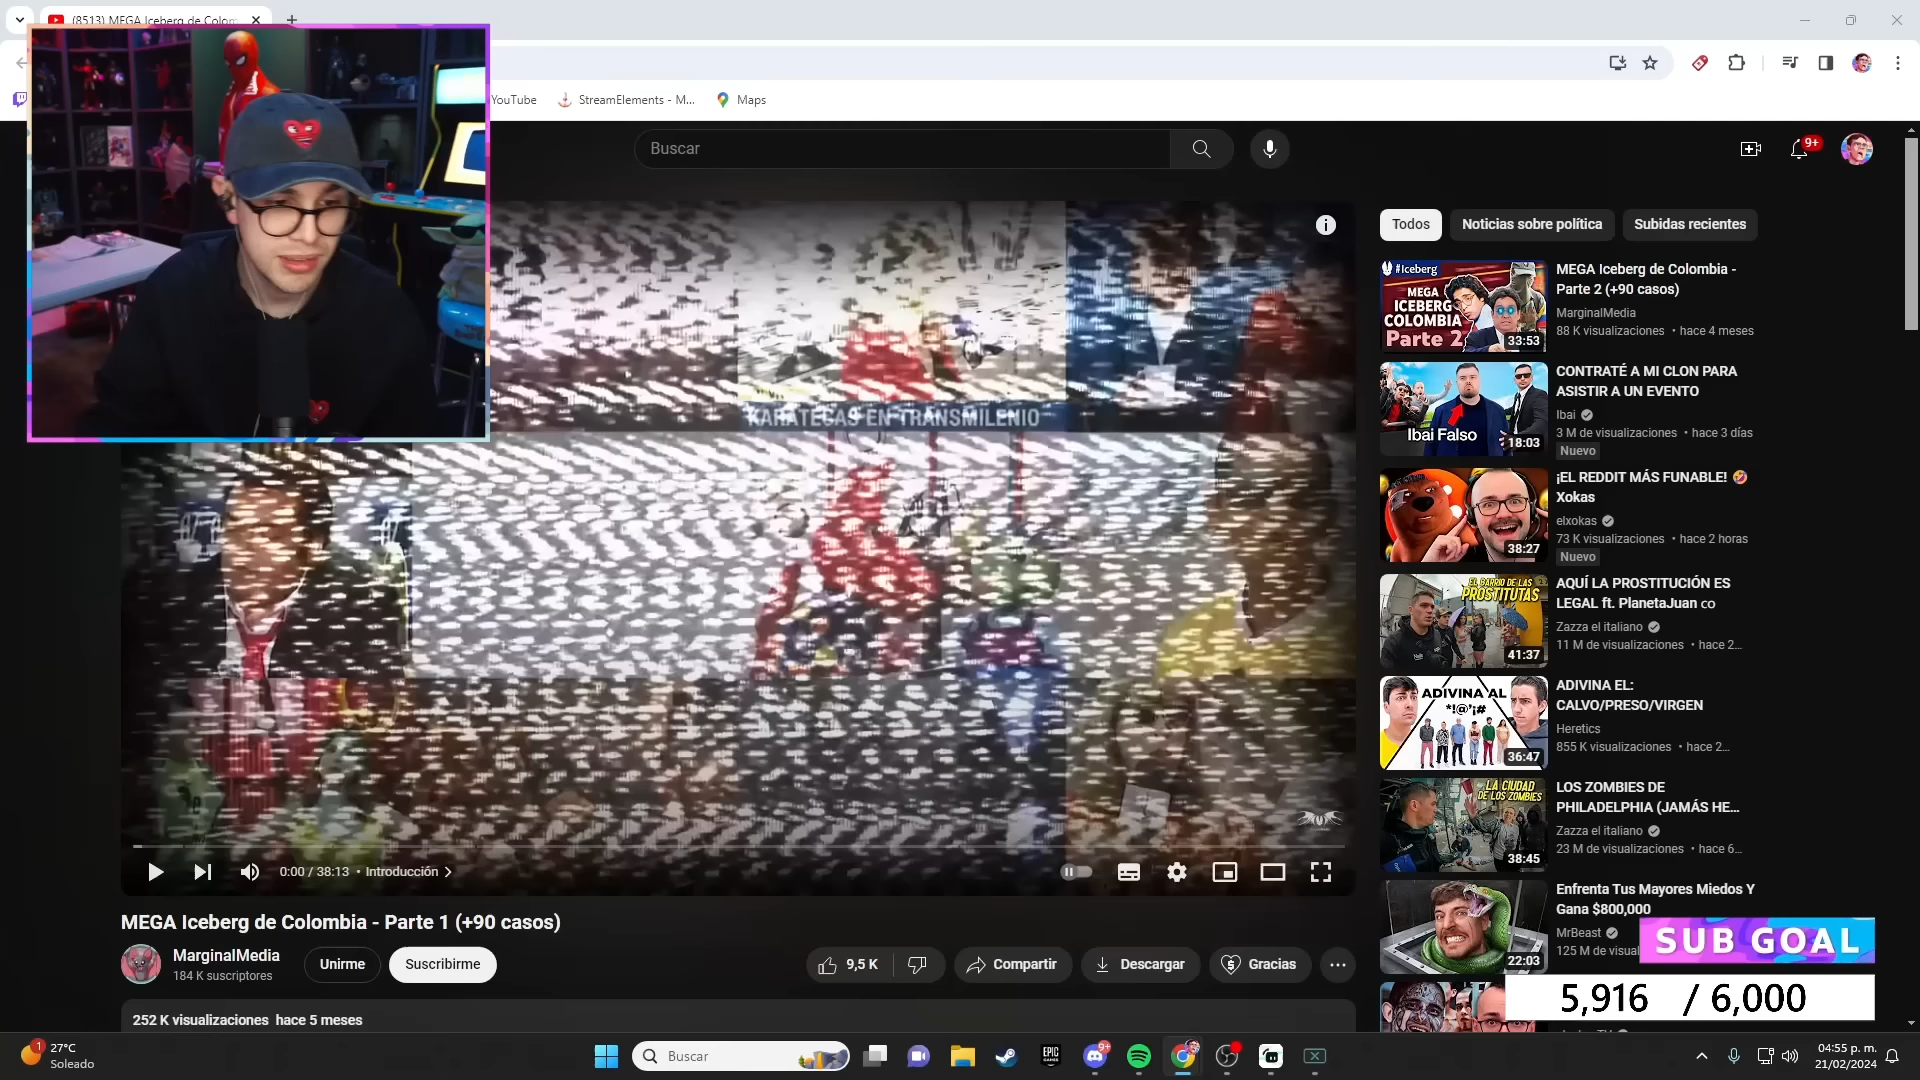 (8513) MEGA Iceberg de Colom
YouTube
StreamElements - M...
Maps
Buscar
9+
KARATECAS EN TRANSMILENIO
0:00 / 38:13 • Introducción
MEGA Iceberg de Colombia - Parte 1 (+90 casos)
MarginalMedia
184 K suscriptores
Unirme
Suscribirme
9,5 K
Compartir
Descargar
Gracias
252 K visualizaciones hace 5 meses
Todos
Noticias sobre política
Subidas recientes
#Iceberg
MEGA
ICEBERG
COLOMBIA
Parte 2
33:53
MEGA Iceberg de Colombia -
Parte 2 (+90 casos)
MarginalMedia
88 K visualizaciones • hace 4 meses
Ibai Falso
18:03
CONTRATÉ A MI CLON PARA
ASISTIR A UN EVENTO
Ibai
3 M de visualizaciones • hace 3 días
Nuevo
38:27
¡EL REDDIT MÁS FUNABLE! 🤣
Xokas
elxokas
73 K visualizaciones • hace 2 horas
Nuevo
EL BARRIO DE LAS
PROSTITUTAS
41:37
AQUÍ LA PROSTITUCIÓN ES
LEGAL ft. PlanetaJuan co
Zazza el italiano
11 M de visualizaciones • hace 2...
ADIVINA AL
*!@'¡#
36:47
ADIVINA EL:
CALVO/PRESO/VIRGEN
Heretics
855 K visualizaciones • hace 2...
LA CIUDAD
DE LOS ZOMBIES
38:45
LOS ZOMBIES DE
PHILADELPHIA (JAMÁS HE...
Zazza el italiano
23 M de visualizaciones • hace 6...
22:03
Enfrenta Tus Mayores Miedos Y
Gana $800,000
MrBeast
125 M de visual
SUB GOAL
5,916 / 6,000
1
27°C
Soleado
Buscar
EPIC
GAMES
9+
04:55 p. m.
21/02/2024